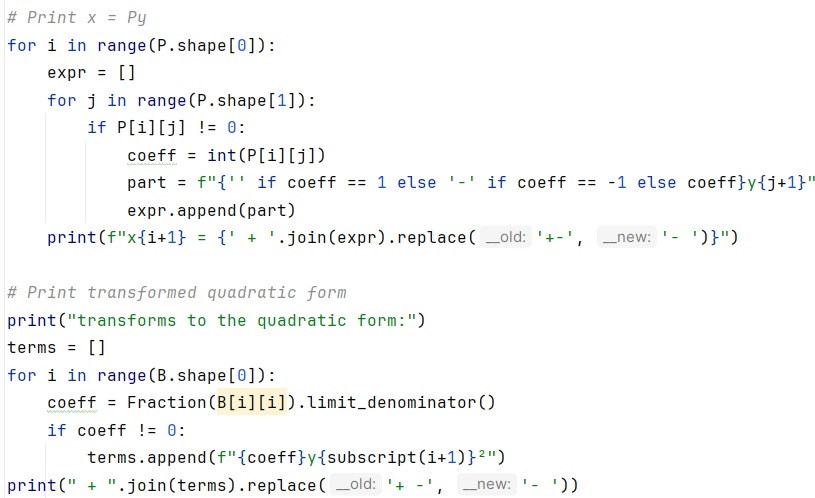 # Print x = Py
for i in range(P.shape[0]):
    expr = []
    for j in range(P.shape[1]):
        if P[i][j] != 0:
            coeff = int(P[i][j])
            part = f"{'' if coeff == 1 else '-' if coeff == -1 else coeff}y{j+1}"
            expr.append(part)
    print(f"x{i+1} = {' + '.join(expr).replace( __old: '+-', __new: '- ')}")
# Print transformed quadratic form
print("transforms to the quadratic form:")
terms = []
for i in range(B.shape[0]):
    coeff = Fraction(B[i][i]).limit_denominator()
    if coeff != 0:
        terms.append(f"{coeff}y{subscript(i+1)}²")
print(" + ".join(terms).replace( __old: '+ -', __new: '- '))